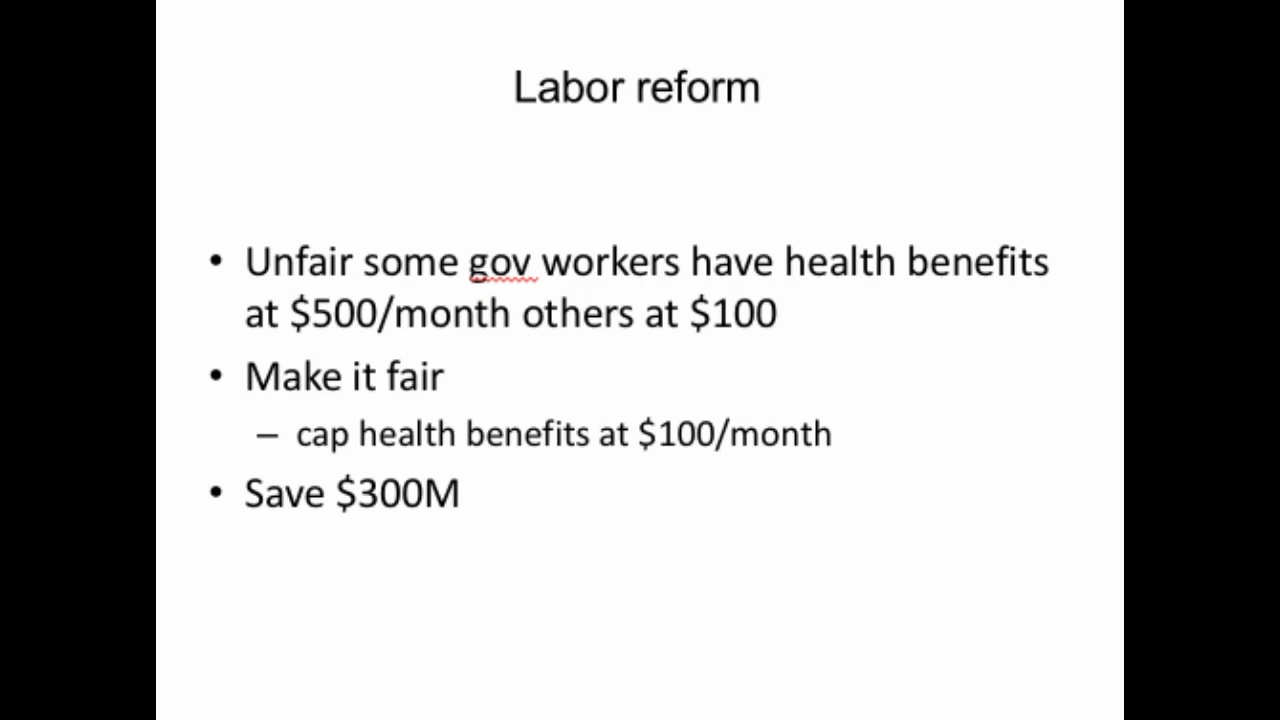 Labor reform
• Unfair some gov workers have health benefits
at $500/month others at $100
• Make it fair
– cap health benefits at $100/month
• Save $300M